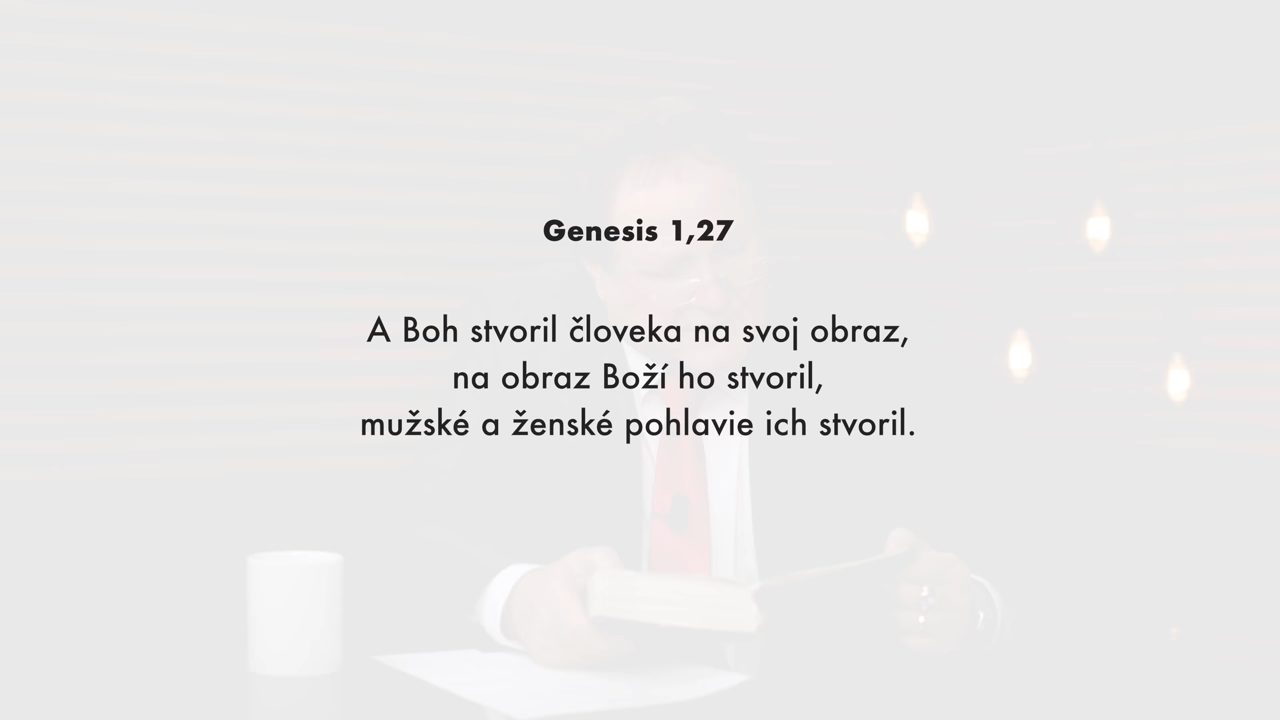 Genesis 1,27
A Boh stvoril človeka na svoj obraz,
na obraz Boží ho stvoril,
mužské a ženské pohlavie ich stvoril.